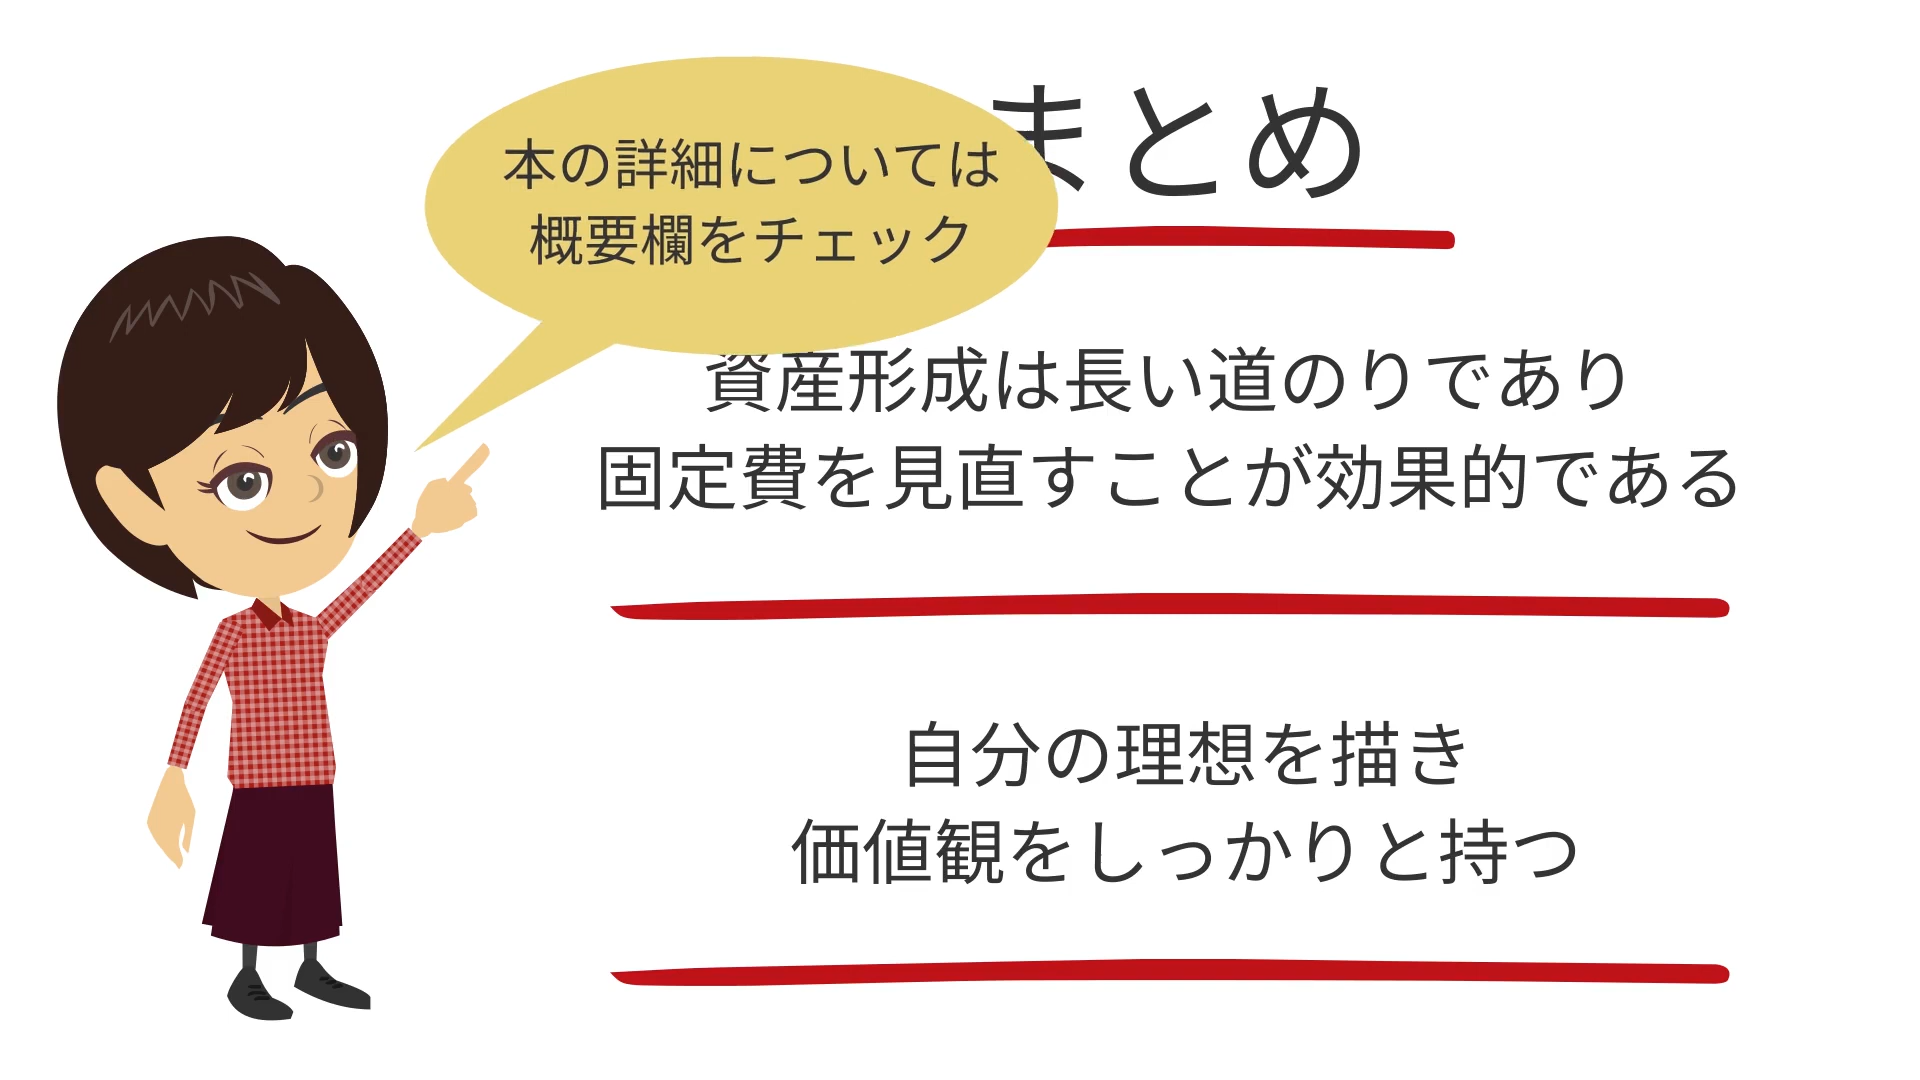 まとめ
本の詳細については
概要欄をチェック
資産形成は長い道のりであり
固定費を見直すことが効果的である
自分の理想を描き
価値観をしっかりと持つ